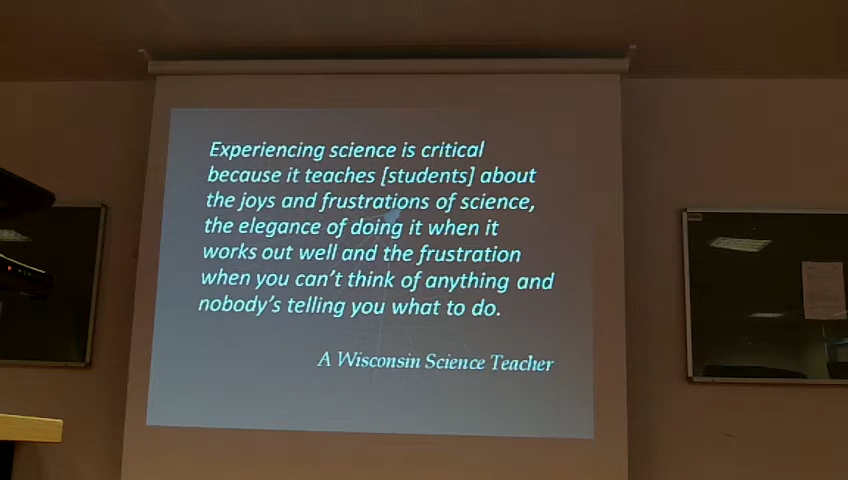 Experiencing science is critical
because it teaches [students] about
the joys and frustrations of science,
the elegance of doing it when it
works out well and the frustration
when you can't think of anything and
nobody's telling you what to do.
A Wisconsin Science Teacher